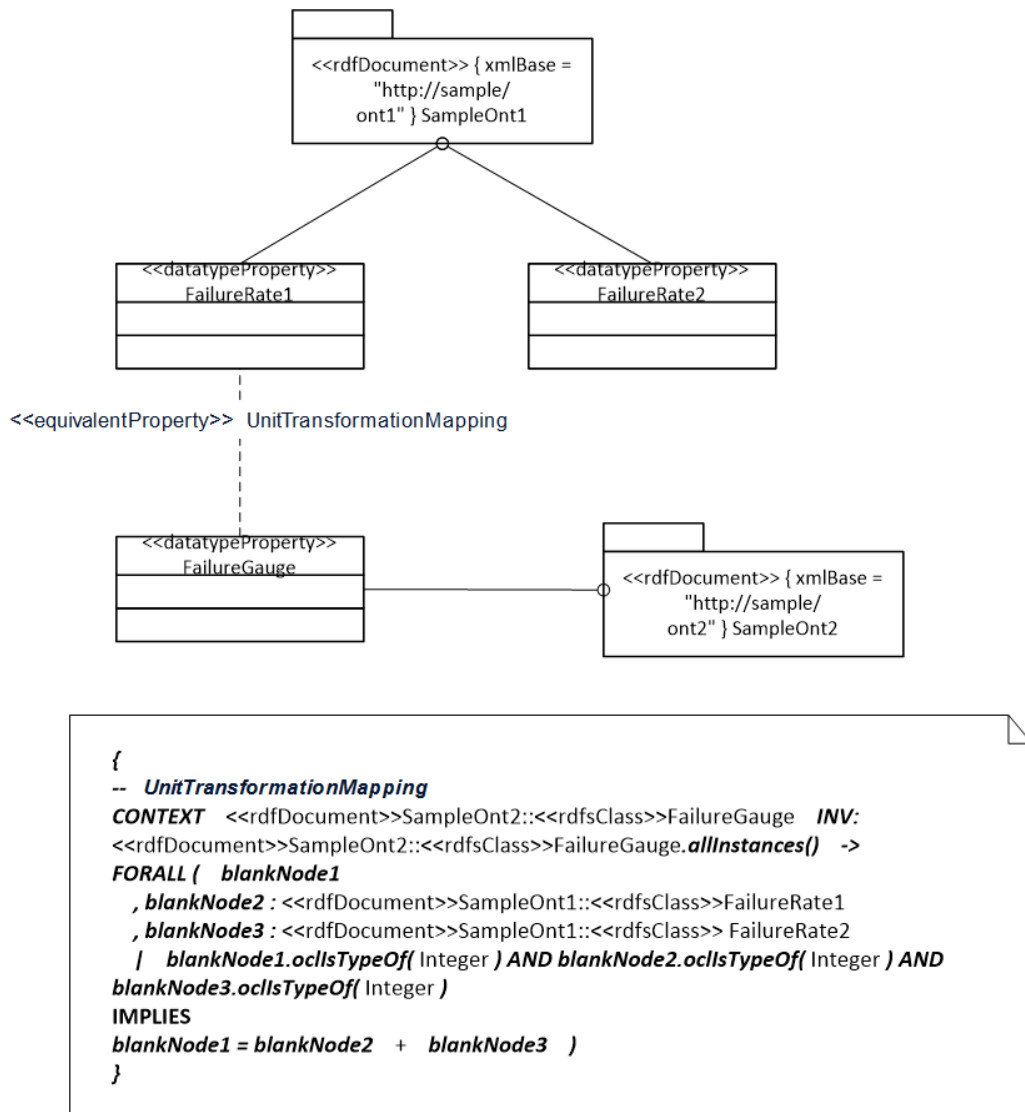 <<rdfDocument>> { xmlBase =
"http://sample/
ont1" } SampleOnt1
<<datatypeProperty>>
FailureRate1
<<datatypeProperty>>
FailureRate2
<<equivalentProperty>> UnitTransformationMapping
<<datatypeProperty>>
FailureGauge
<<rdfDocument>> { xmlBase =
"http://sample/
ont2" } SampleOnt2
{
-- UnitTransformationMapping
CONTEXT <<rdfDocument>>SampleOnt2::<<rdfsClass>>FailureGauge INV:
<<rdfDocument>>SampleOnt2::<<rdfsClass>>FailureGauge.allInstances() ->
FORALL ( blankNode1
, blankNode2 : <<rdfDocument>>SampleOnt1::<<rdfsClass>>FailureRate1
, blankNode3 : <<rdfDocument>>SampleOnt1::<<rdfsClass>> FailureRate2
| blankNode1.oclIsTypeOf( Integer ) AND blankNode2.oclIsTypeOf( Integer ) AND
blankNode3.oclIsTypeOf( Integer )
IMPLIES
blankNode1 = blankNode2 + blankNode3 )
}